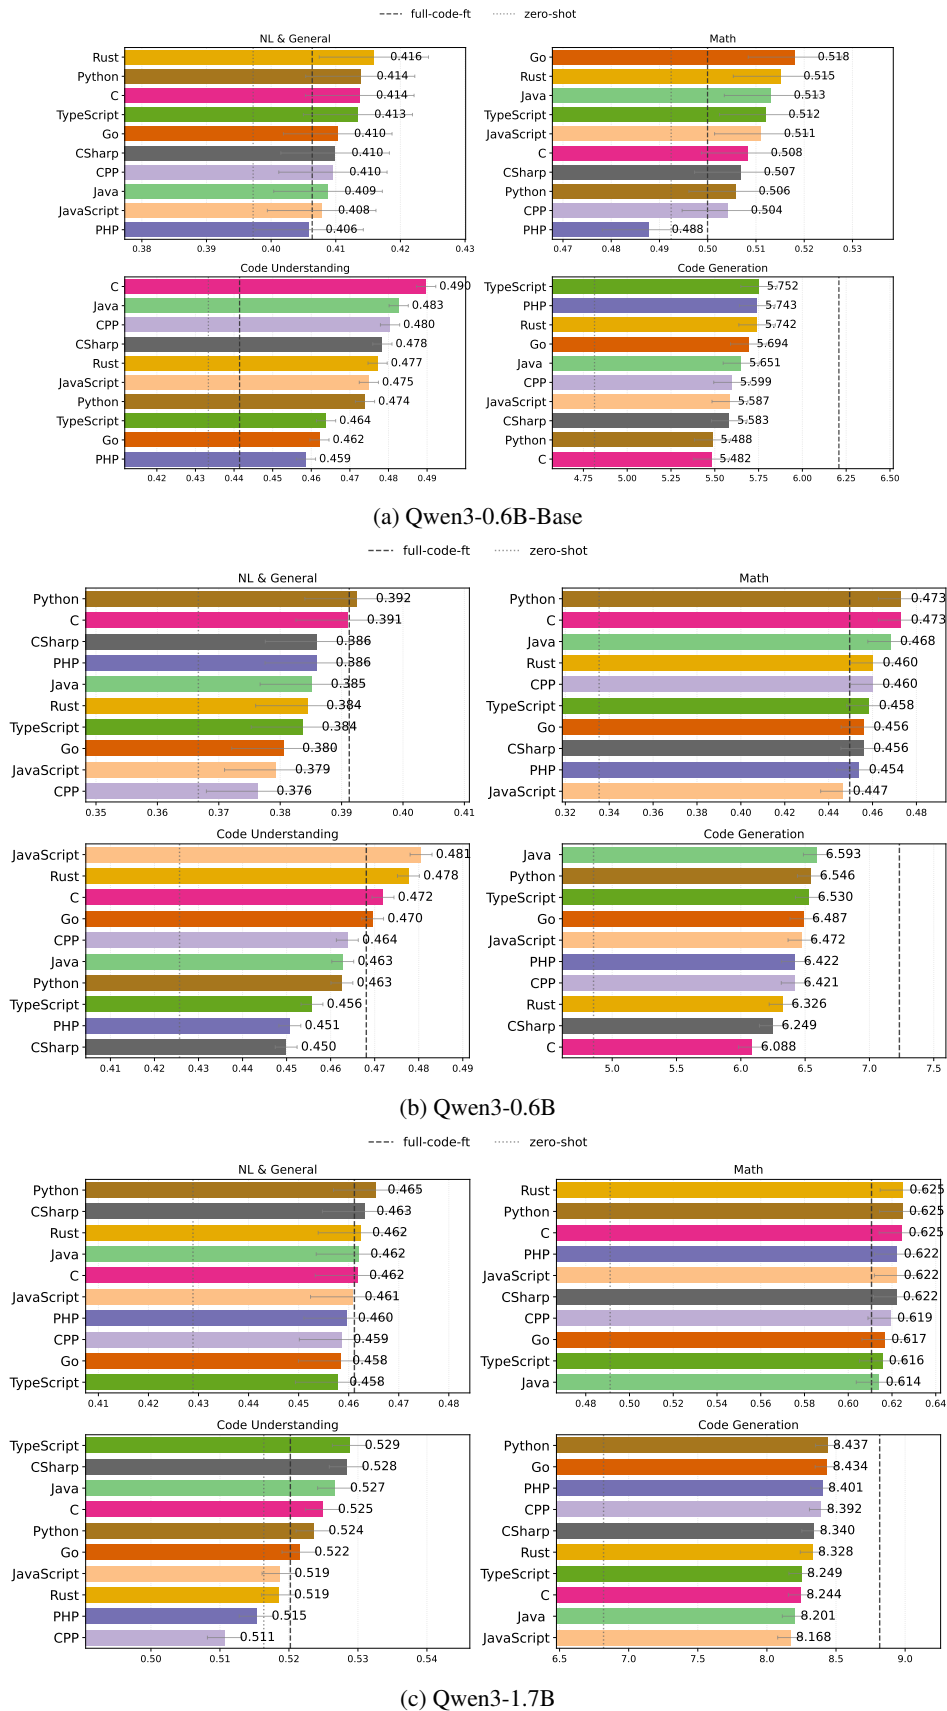 full-code-ft zero-shot
NL & General
Rust 0.416
Python 0.414
C 0.414
TypeScript 0.413
Go 0.410
CSharp 0.410
CPP 0.410
Java 0.409
JavaScript 0.408
PHP 0.406
0.38 0.39 0.40 0.41 0.42 0.43
Math
Go 0.518
Rust 0.515
Java 0.513
TypeScript 0.512
JavaScript 0.511
C 0.508
CSharp 0.507
Python 0.506
CPP 0.504
PHP 0.488
0.47 0.48 0.49 0.50 0.51 0.52 0.53
Code Understanding
C 0.490
Java 0.483
CPP 0.480
CSharp 0.478
Rust 0.477
JavaScript 0.475
Python 0.474
TypeScript 0.464
Go 0.462
PHP 0.459
0.42 0.43 0.44 0.45 0.46 0.47 0.48 0.49
Code Generation
TypeScript 5.752
PHP 5.743
Rust 5.742
Go 5.694
Java 5.651
CPP 5.599
JavaScript 5.587
CSharp 5.583
Python 5.488
C 5.482
4.75 5.00 5.25 5.50 5.75 6.00 6.25 6.50
(a) Qwen3-0.6B-Base
full-code-ft zero-shot
NL & General
Python 0.392
C 0.391
CSharp 0.386
PHP 0.386
Java 0.385
Rust 0.384
TypeScript 0.384
Go 0.380
JavaScript 0.379
CPP 0.376
0.35 0.36 0.37 0.38 0.39 0.40 0.41
Math
Python 0.473
C 0.473
Java 0.468
Rust 0.460
CPP 0.460
TypeScript 0.458
Go 0.456
CSharp 0.456
PHP 0.454
JavaScript 0.447
0.32 0.34 0.36 0.38 0.40 0.42 0.44 0.46 0.48
Code Understanding
JavaScript 0.481
Rust 0.478
C 0.472
Go 0.470
CPP 0.464
Java 0.463
Python 0.463
TypeScript 0.456
PHP 0.451
CSharp 0.450
0.41 0.42 0.43 0.44 0.45 0.46 0.47 0.48 0.49
Code Generation
Java 6.593
Python 6.546
TypeScript 6.530
Go 6.487
JavaScript 6.472
PHP 6.422
CPP 6.421
Rust 6.326
CSharp 6.249
C 6.088
5.0 5.5 6.0 6.5 7.0 7.5
(b) Qwen3-0.6B
full-code-ft zero-shot
NL & General
Python 0.465
CSharp 0.463
Rust 0.462
Java 0.462
C 0.462
JavaScript 0.461
PHP 0.460
CPP 0.459
Go 0.458
TypeScript 0.458
0.41 0.42 0.43 0.44 0.45 0.46 0.47 0.48
Math
Rust 0.625
Python 0.625
C 0.625
PHP 0.622
JavaScript 0.622
CSharp 0.622
CPP 0.619
Go 0.617
TypeScript 0.616
Java 0.614
0.48 0.50 0.52 0.54 0.56 0.58 0.60 0.62 0.64
Code Understanding
TypeScript 0.529
CSharp 0.528
Java 0.527
C 0.525
Python 0.524
Go 0.522
JavaScript 0.519
Rust 0.519
PHP 0.515
CPP 0.511
0.50 0.51 0.52 0.53 0.54
Code Generation
Python 8.437
Go 8.434
PHP 8.401
CPP 8.392
CSharp 8.340
Rust 8.328
TypeScript 8.249
C 8.244
Java 8.201
JavaScript 8.168
6.5 7.0 7.5 8.0 8.5 9.0
(c) Qwen3-1.7B